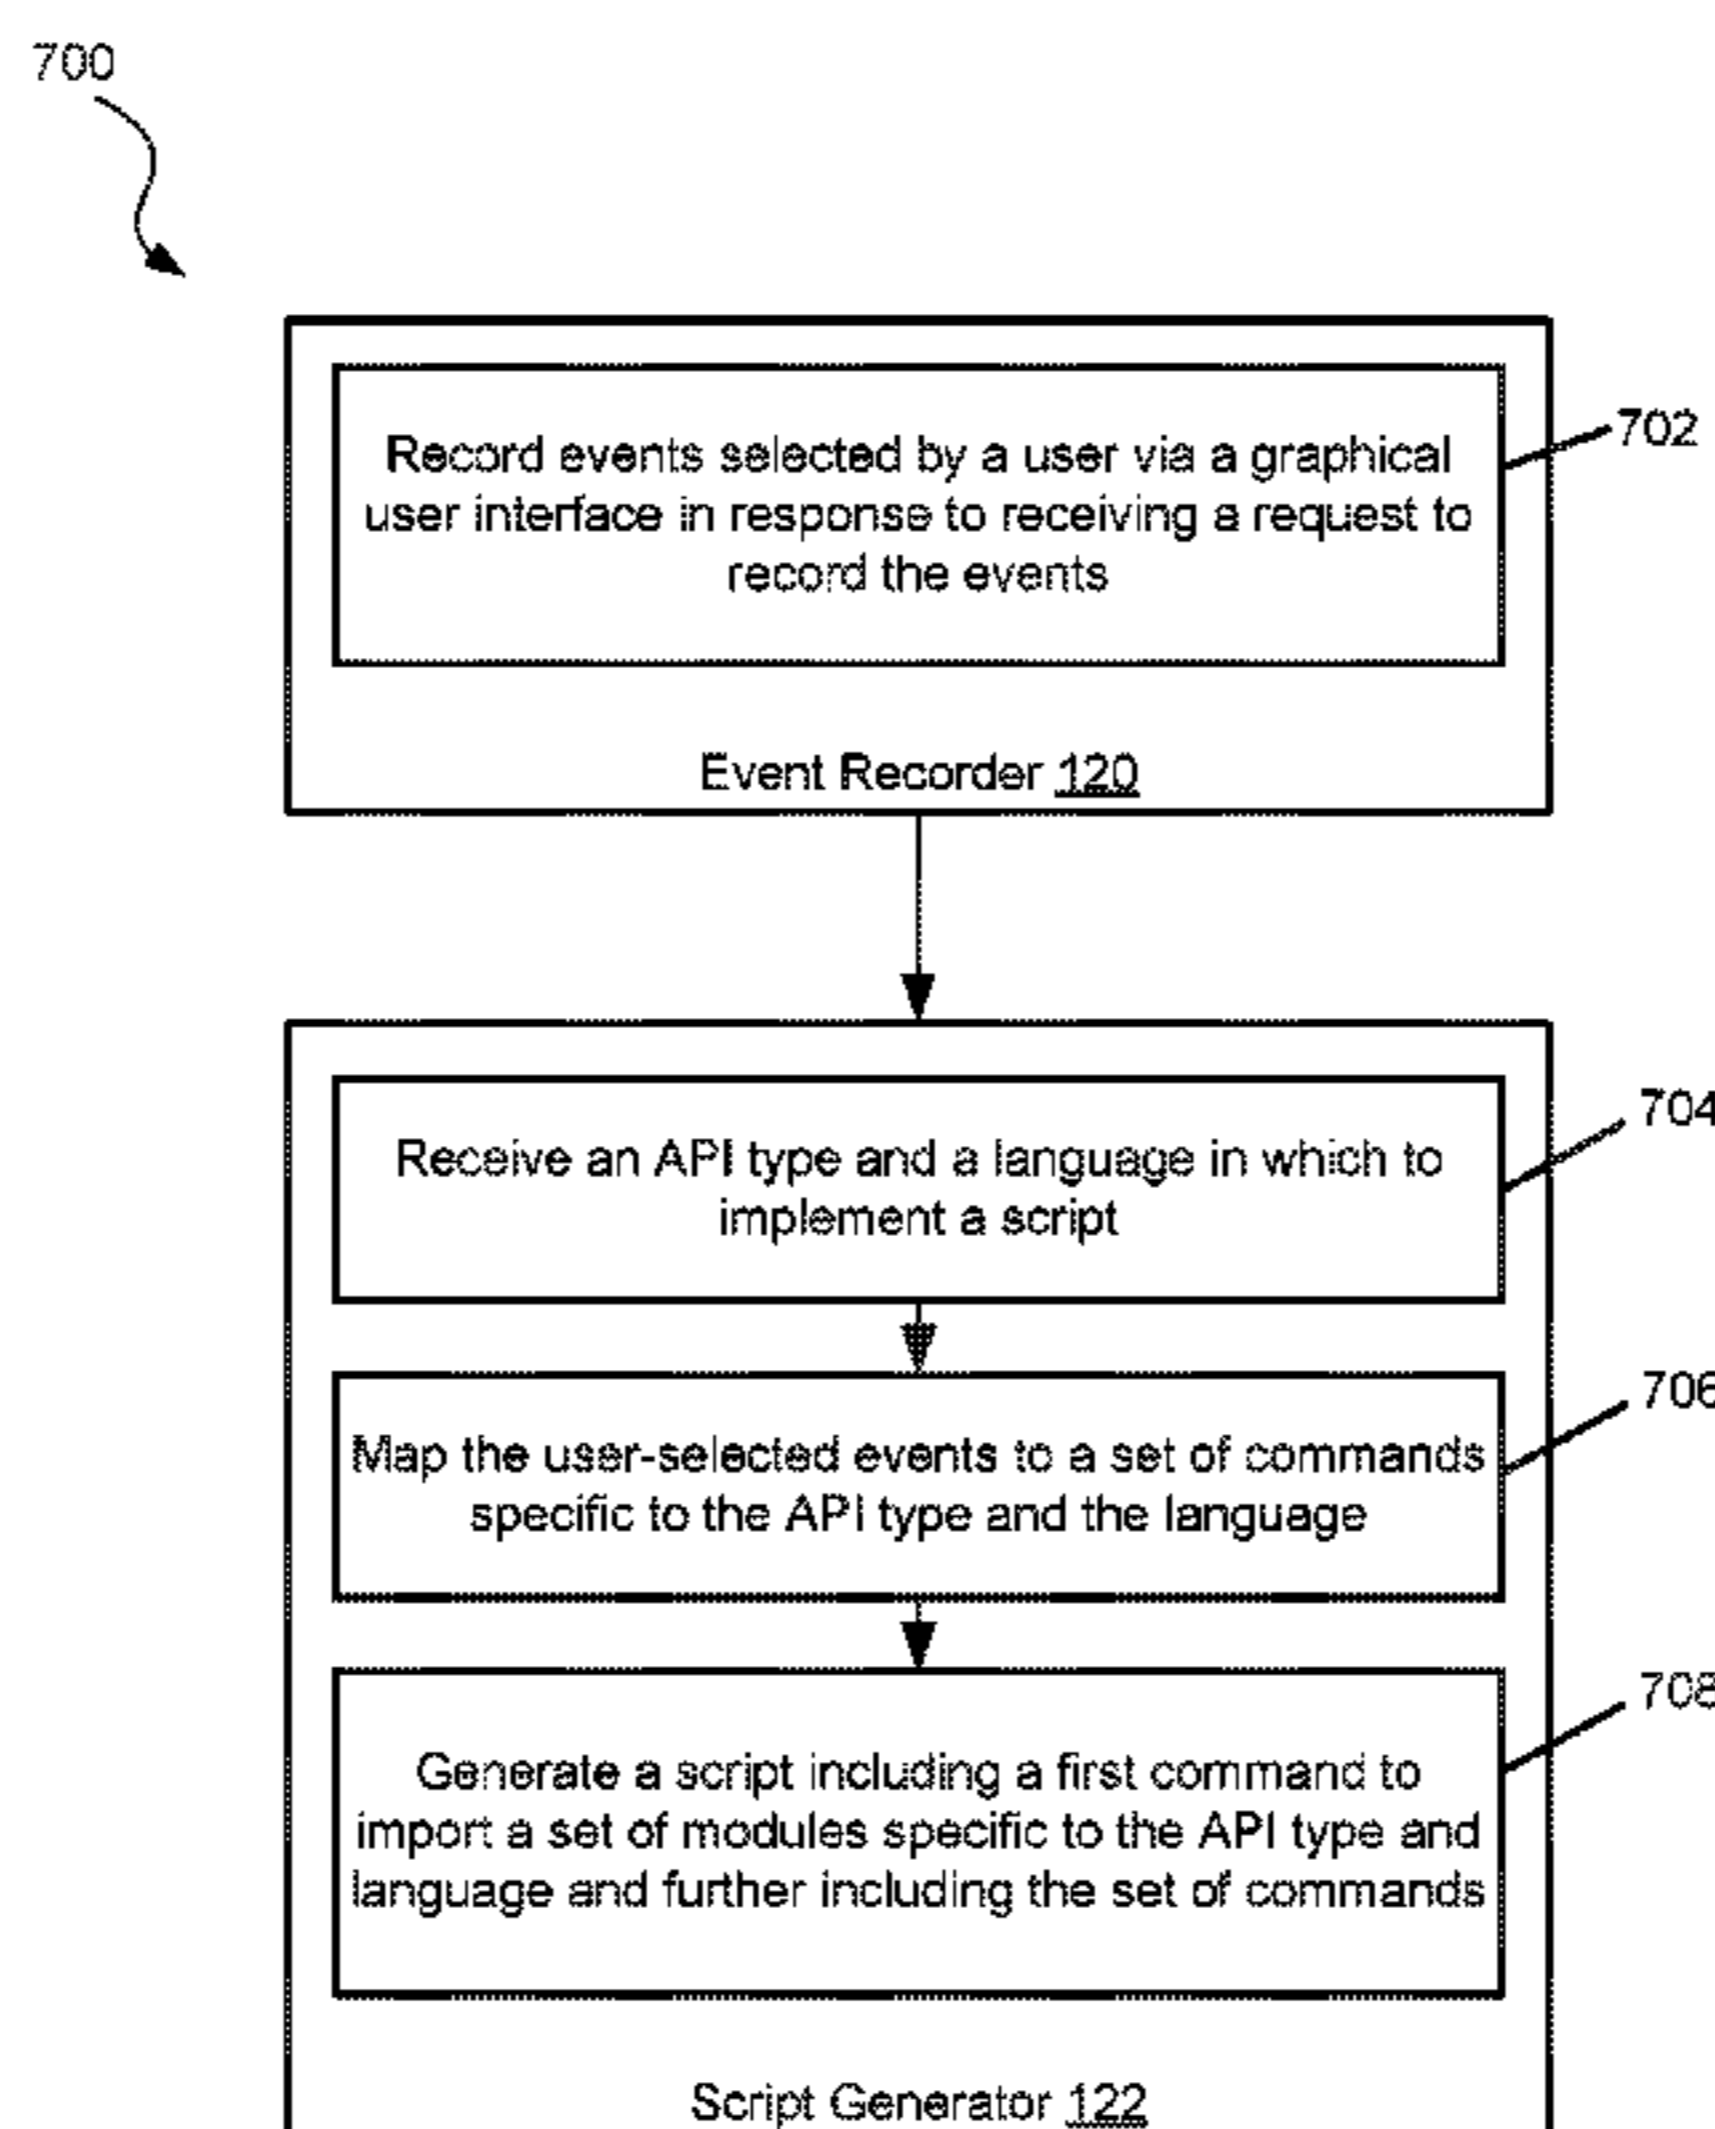 700
Record events selected by a user via a graphical
user interface in response to receiving a request to
record the events
702
Event Recorder 120
Receive an API type and a language in which to
implement a script
704
Map the user-selected events to a set of commands
specific to the API type and the language
706
Generate a script including a first command to
import a set of modules specific to the API type and
language and further including the set of commands
708
Script Generator 122